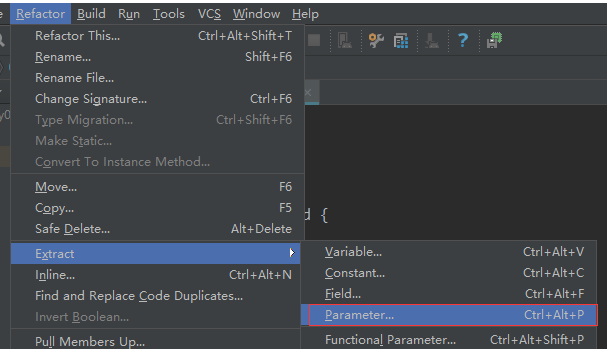 Refactor Build Run Tools VCS Window Help
Refactor This... Ctrl+Alt+Shift+T
Rename... Shift+F6
Rename File...
Change Signature... Ctrl+F6
Type Migration... Ctrl+Shift+F6
Make Static...
Convert To Instance Method...
Move... F6
Copy... F5
d {
Safe Delete... Alt+Delete
Extract
Variable... Ctrl+Alt+V
Inline... Ctrl+Alt+N
Constant... Ctrl+Alt+C
Find and Replace Code Duplicates...
Field... Ctrl+Alt+F
Invert Boolean...
Parameter... Ctrl+Alt+P
Pull Members Up...
Functional Parameter... Ctrl+Alt+Shift+P